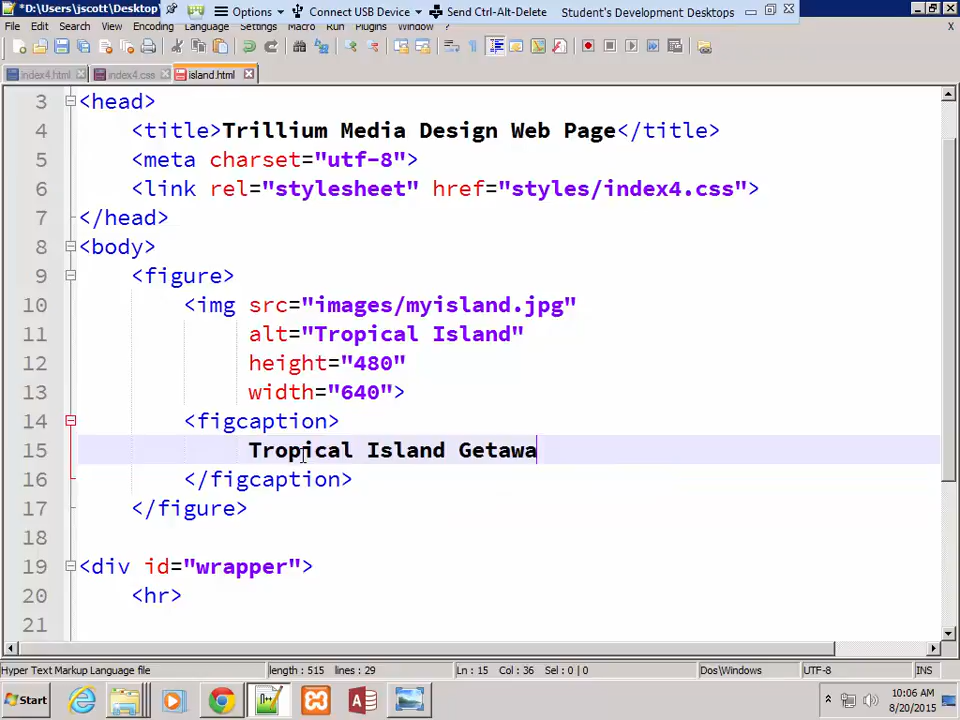 *D:\Users\jscott\Desktop\
Options
Connect USB Device
Send Ctrl-Alt-Delete
Student's Development Desktops
File Edit Search View Encoding Language Settings Macro Run Plugins Window ?
X
index4.html index4.css island.html
3 <head>
4 <title>Trillium Media Design Web Page</title>
5 <meta charset="utf-8">
6 <link rel="stylesheet" href="styles/index4.css">
7 </head>
8 <body>
9 <figure>
10 <img src="images/myisland.jpg"
11 alt="Tropical Island"
12 height="480"
13 width="640">
14 <figcaption>
15 Tropical Island Getawa
16 </figcaption>
17 </figure>
18
19 <div id="wrapper">
20 <hr>
21
Hyper Text Markup Language file length : 515 lines : 29 Ln : 15 Col : 36 Sel : 0 | 0 Dos\Windows UTF-8 INS
Start
10:06 AM
8/20/2015